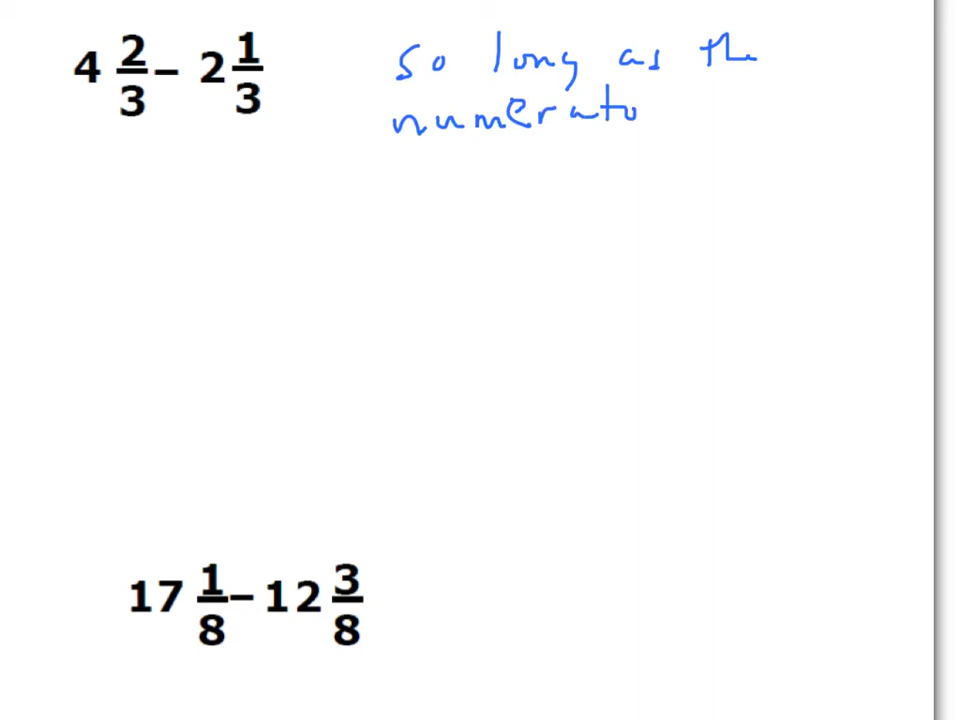 4 2/3 – 2 1/3
so long as the
numerato
17 1/8 – 12 3/8